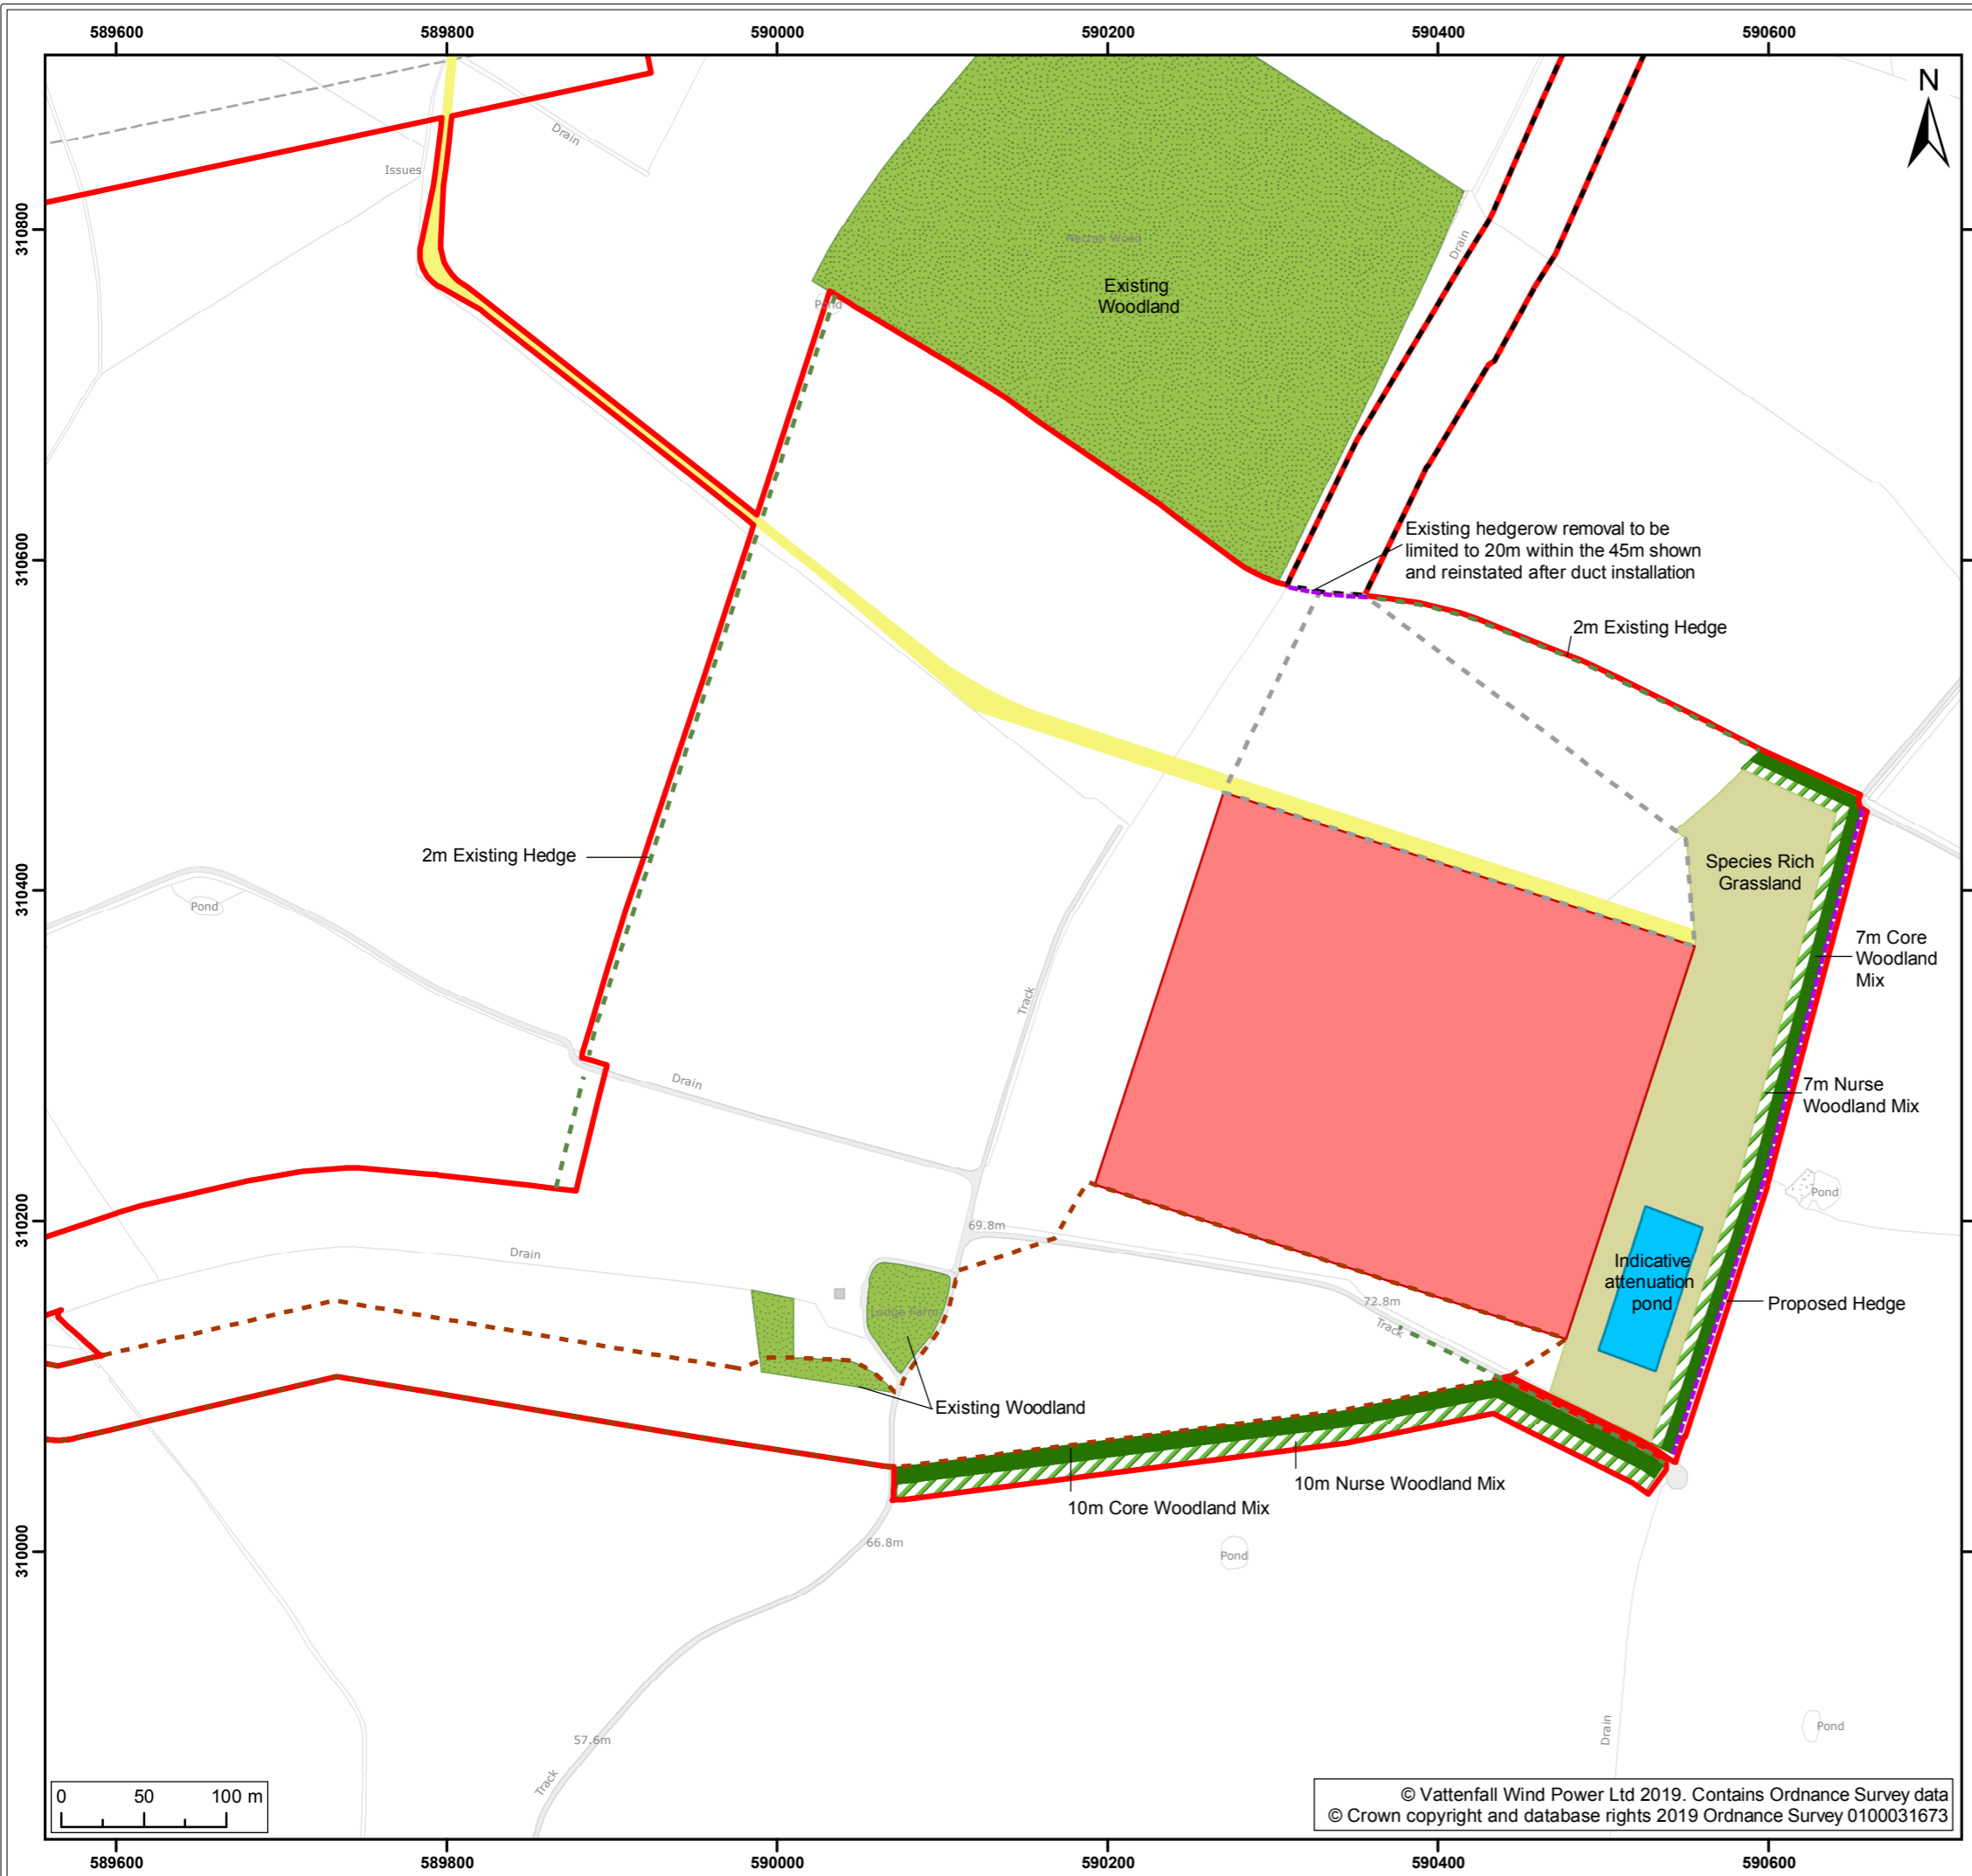 589600
589800
590000
590200
590400
590600
N
Drain
Issues
310800
Necton Wood
Drain
Existing
Woodland
Pond
Existing hedgerow removal to be
limited to 20m within the 45m shown
and reinstated after duct installation
310600
2m Existing Hedge
2m Existing Hedge
Species Rich
Grassland
310400
Pond
7m Core
Woodland
Mix
Track
Drain
7m Nurse
Woodland Mix
Pond
310200
69.8m
Drain
Indicative
attenuation
pond
72.8m
Proposed Hedge
Lodge Farm
Track
Existing Woodland
10m Nurse Woodland Mix
10m Core Woodland Mix
66.8m
310000
Pond
Drain
Pond
57.6m
Track
0 50 100 m
© Vattenfall Wind Power Ltd 2019. Contains Ordnance Survey data
© Crown copyright and database rights 2019 Ordnance Survey 0100031673
589600
589800
590000
590200
590400
590600